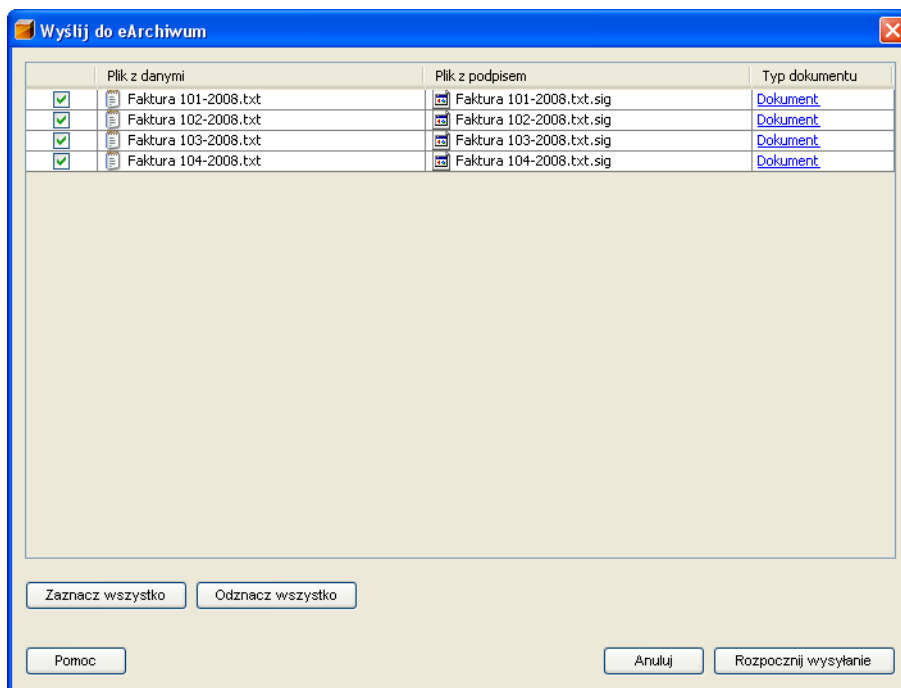 Wyślij do eArchiwum
Plik z danymi Plik z podpisem Typ dokumentu
Faktura 101-2008.txt Faktura 101-2008.txt.sig Dokument
Faktura 102-2008.txt Faktura 102-2008.txt.sig Dokument
Faktura 103-2008.txt Faktura 103-2008.txt.sig Dokument
Faktura 104-2008.txt Faktura 104-2008.txt.sig Dokument
Zaznacz wszystko Odznacz wszystko
Pomoc Anuluj Rozpocznij wysyłanie